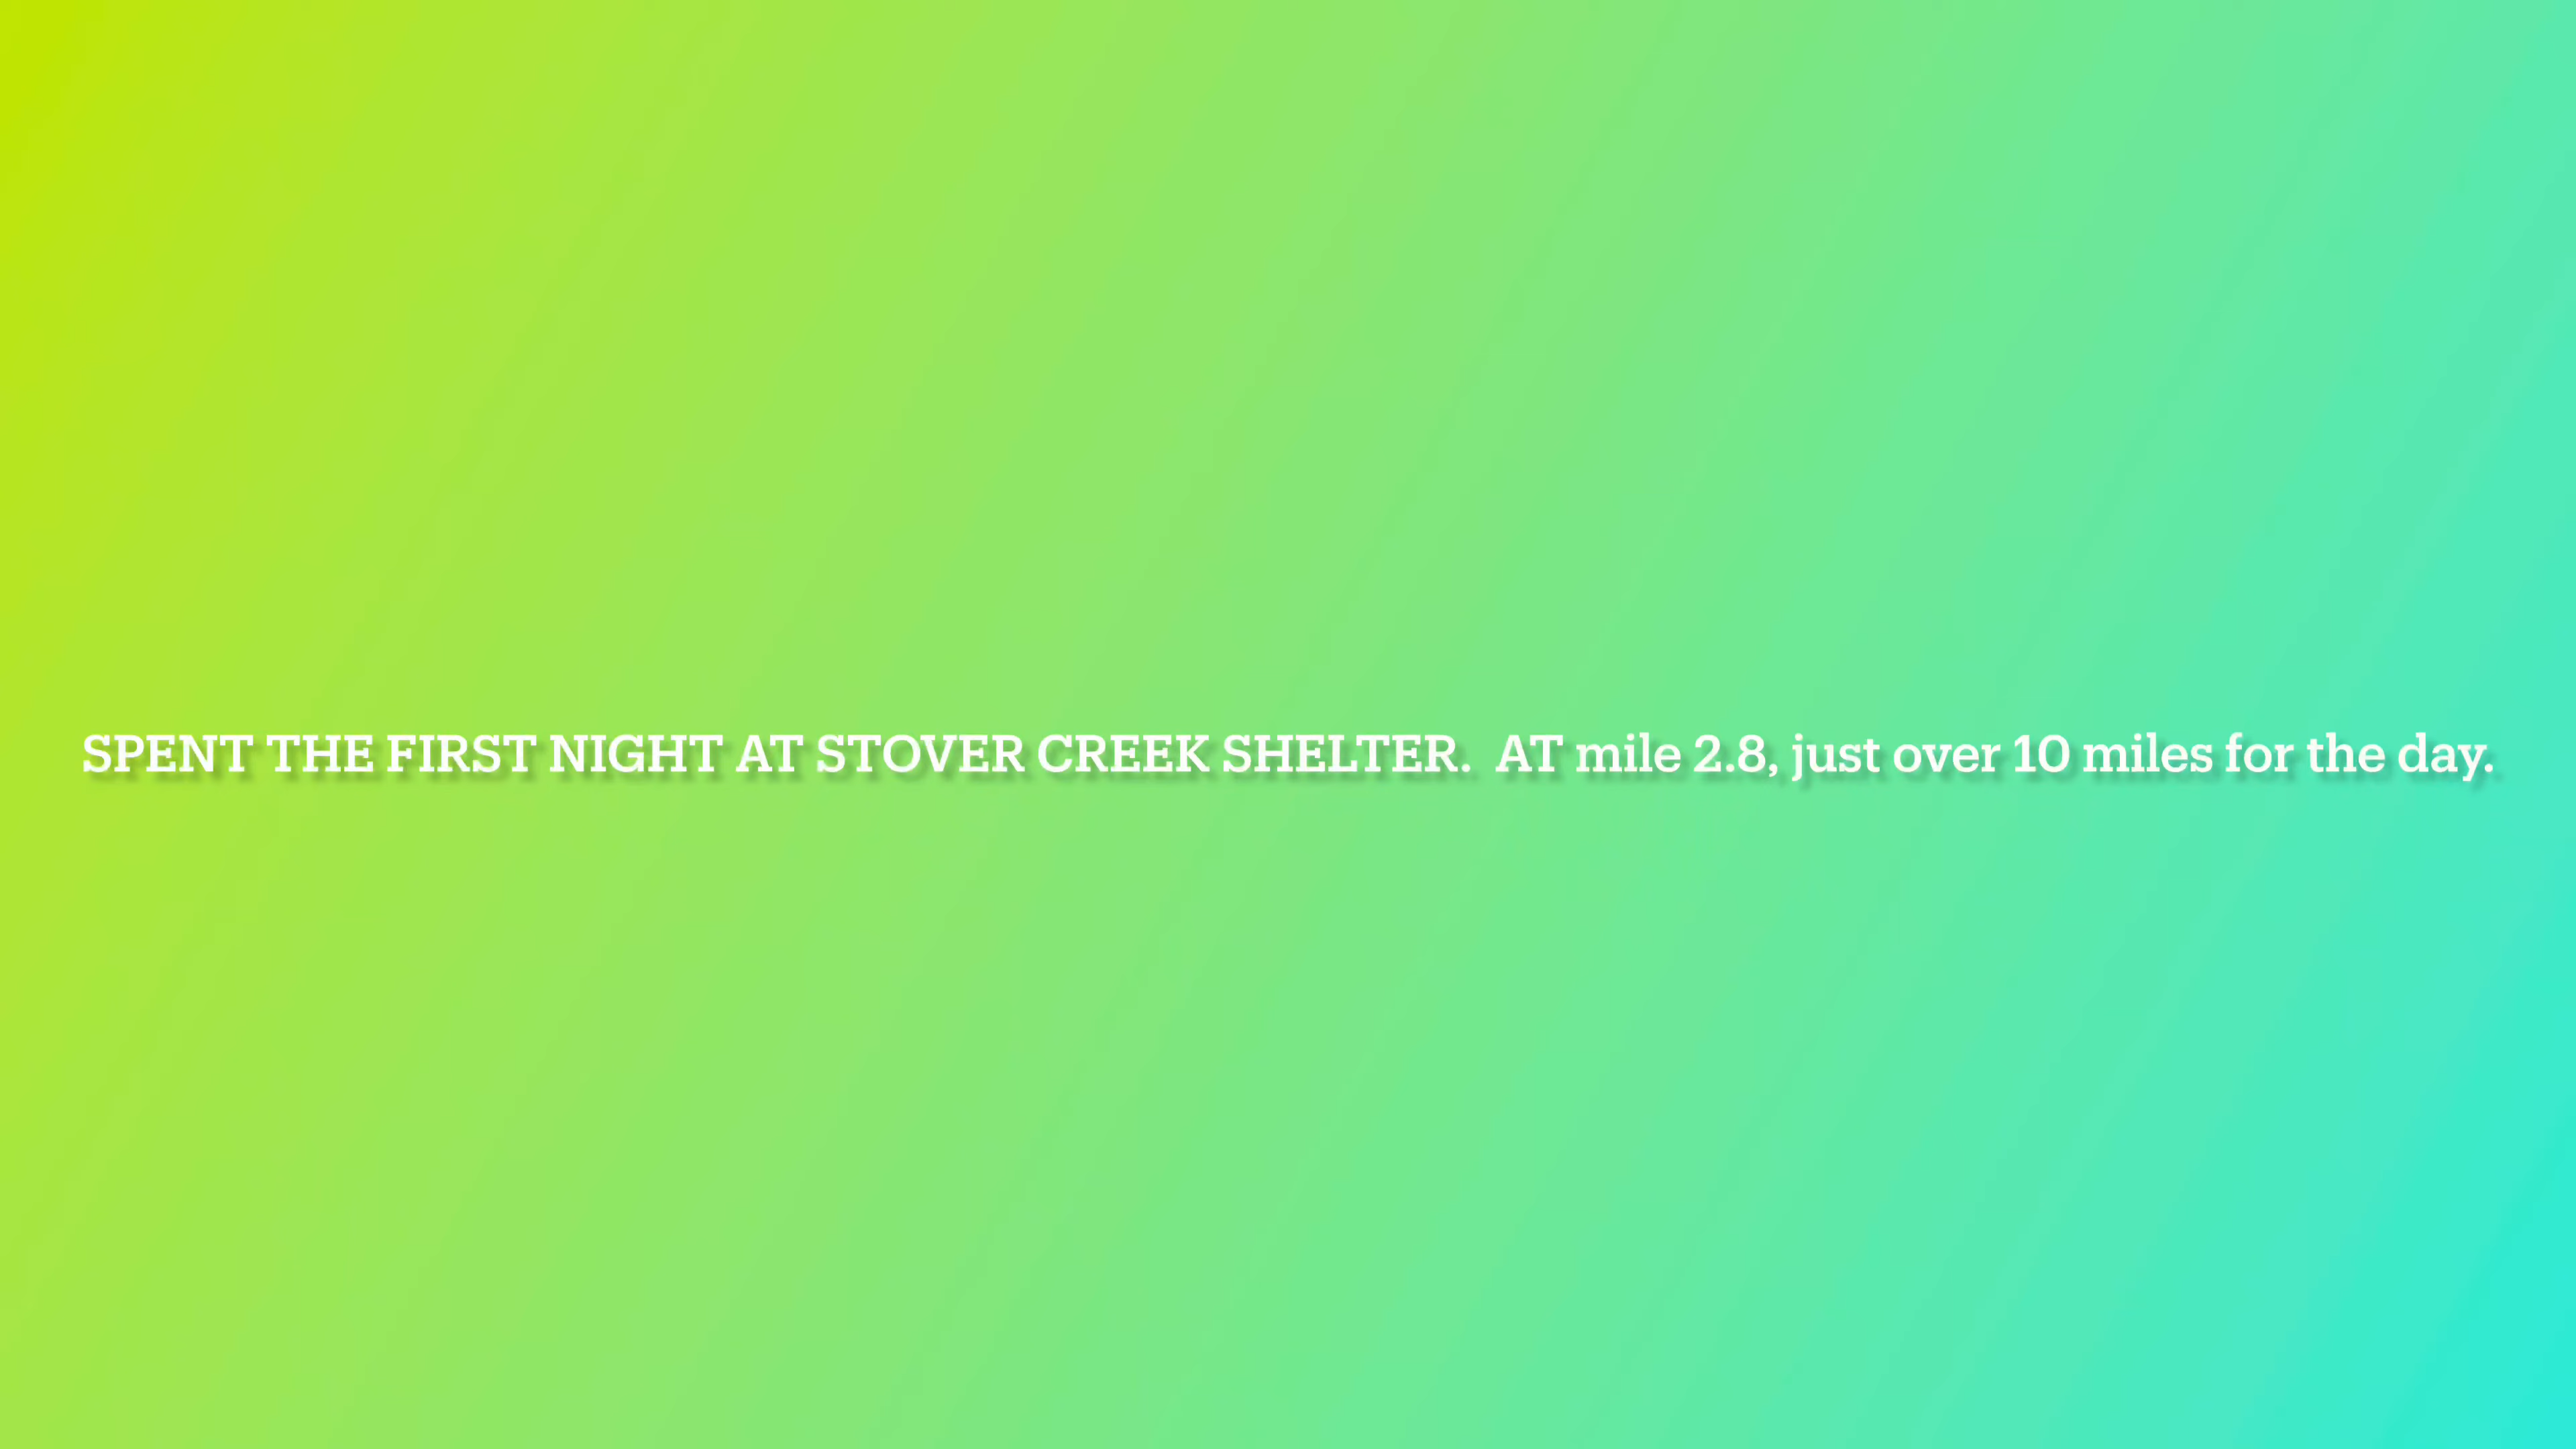 SPENT THE FIRST NIGHT AT STOVER CREEK SHELTER.  AT mile 2.8, just over 10 miles for the day.